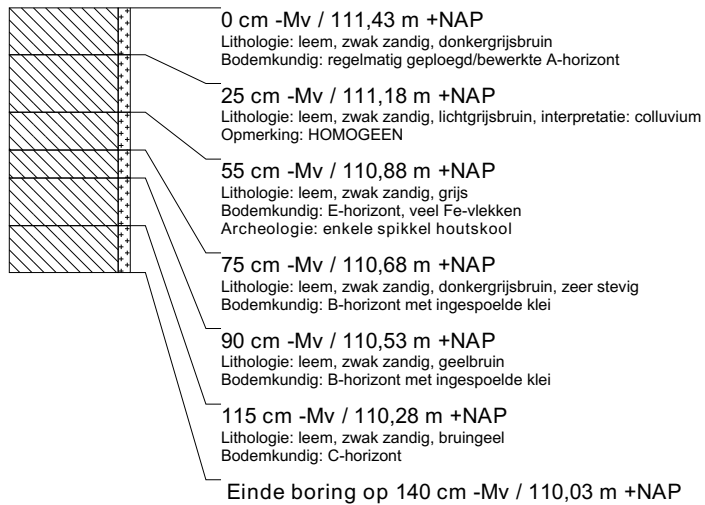 0 cm -Mv / 111,43 m +NAP
Lithologie: leem, zwak zandig, donkergrijsbruin
Bodemkundig: regelmatig geploegd/bewerkte A-horizont
25 cm -Mv / 111,18 m +NAP
Lithologie: leem, zwak zandig, lichtgrijsbruin, interpretatie: colluvium
Opmerking: HOMOGEEN
55 cm -Mv / 110,88 m +NAP
Lithologie: leem, zwak zandig, grijs
Bodemkundig: E-horizont, veel Fe-vlekken
Archeologie: enkele spikkel houtskool
75 cm -Mv / 110,68 m +NAP
Lithologie: leem, zwak zandig, donkergrijsbruin, zeer stevig
Bodemkundig: B-horizont met ingespoelde klei
90 cm -Mv / 110,53 m +NAP
Lithologie: leem, zwak zandig, geelbruin
Bodemkundig: B-horizont met ingespoelde klei
115 cm -Mv / 110,28 m +NAP
Lithologie: leem, zwak zandig, bruingeel
Bodemkundig: C-horizont
Einde boring op 140 cm -Mv / 110,03 m +NAP